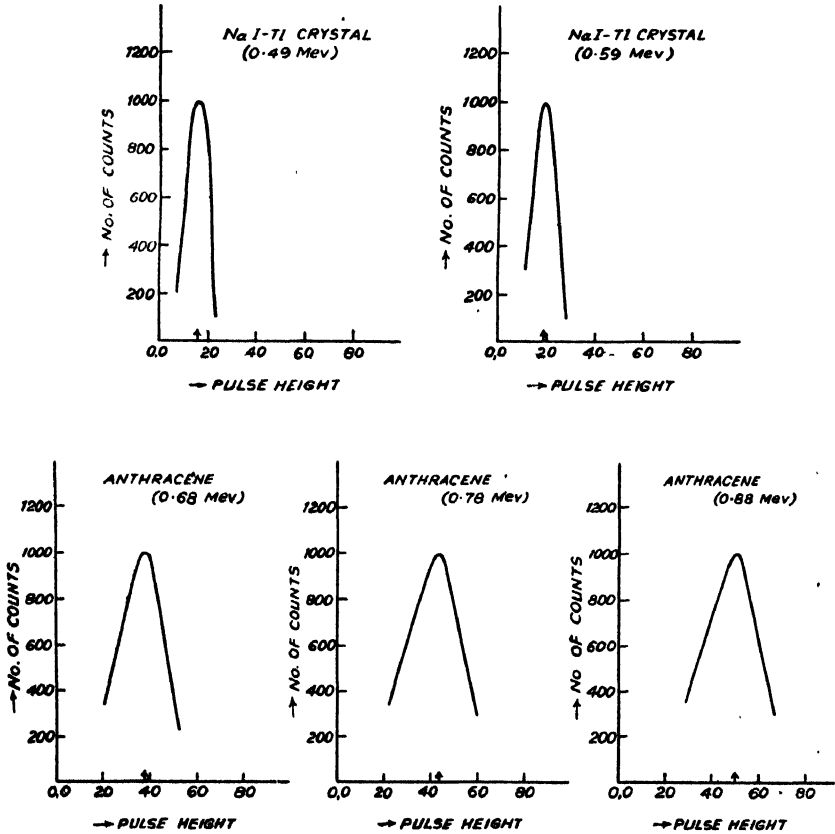 NaI-Tl CRYSTAL
(0.49 Mev)
1200
1000
800
600
400
200
→ No. OF COUNTS
0,0 20 40 60 80
→ PULSE HEIGHT
NaI-Tl CRYSTAL
(0.59 Mev)
1200
1000
800
600
400
200
→ No. OF COUNTS
0,0 20 40 60 80
→ PULSE HEIGHT
ANTHRACENE
(0.68 Mev)
1200
1000
800
600
400
200
→ No. OF COUNTS
0,0 20 40 60 80
→ PULSE HEIGHT
ANTHRACENE
(0.78 Mev)
1200
1000
800
600
400
200
→ No. OF COUNTS
0,0 20 40 60 80
→ PULSE HEIGHT
ANTHRACENE
(0.88 Mev)
1200
1000
800
600
400
200
→ No OF COUNTS
0,0 20 40 60 80
→ PULSE HEIGHT